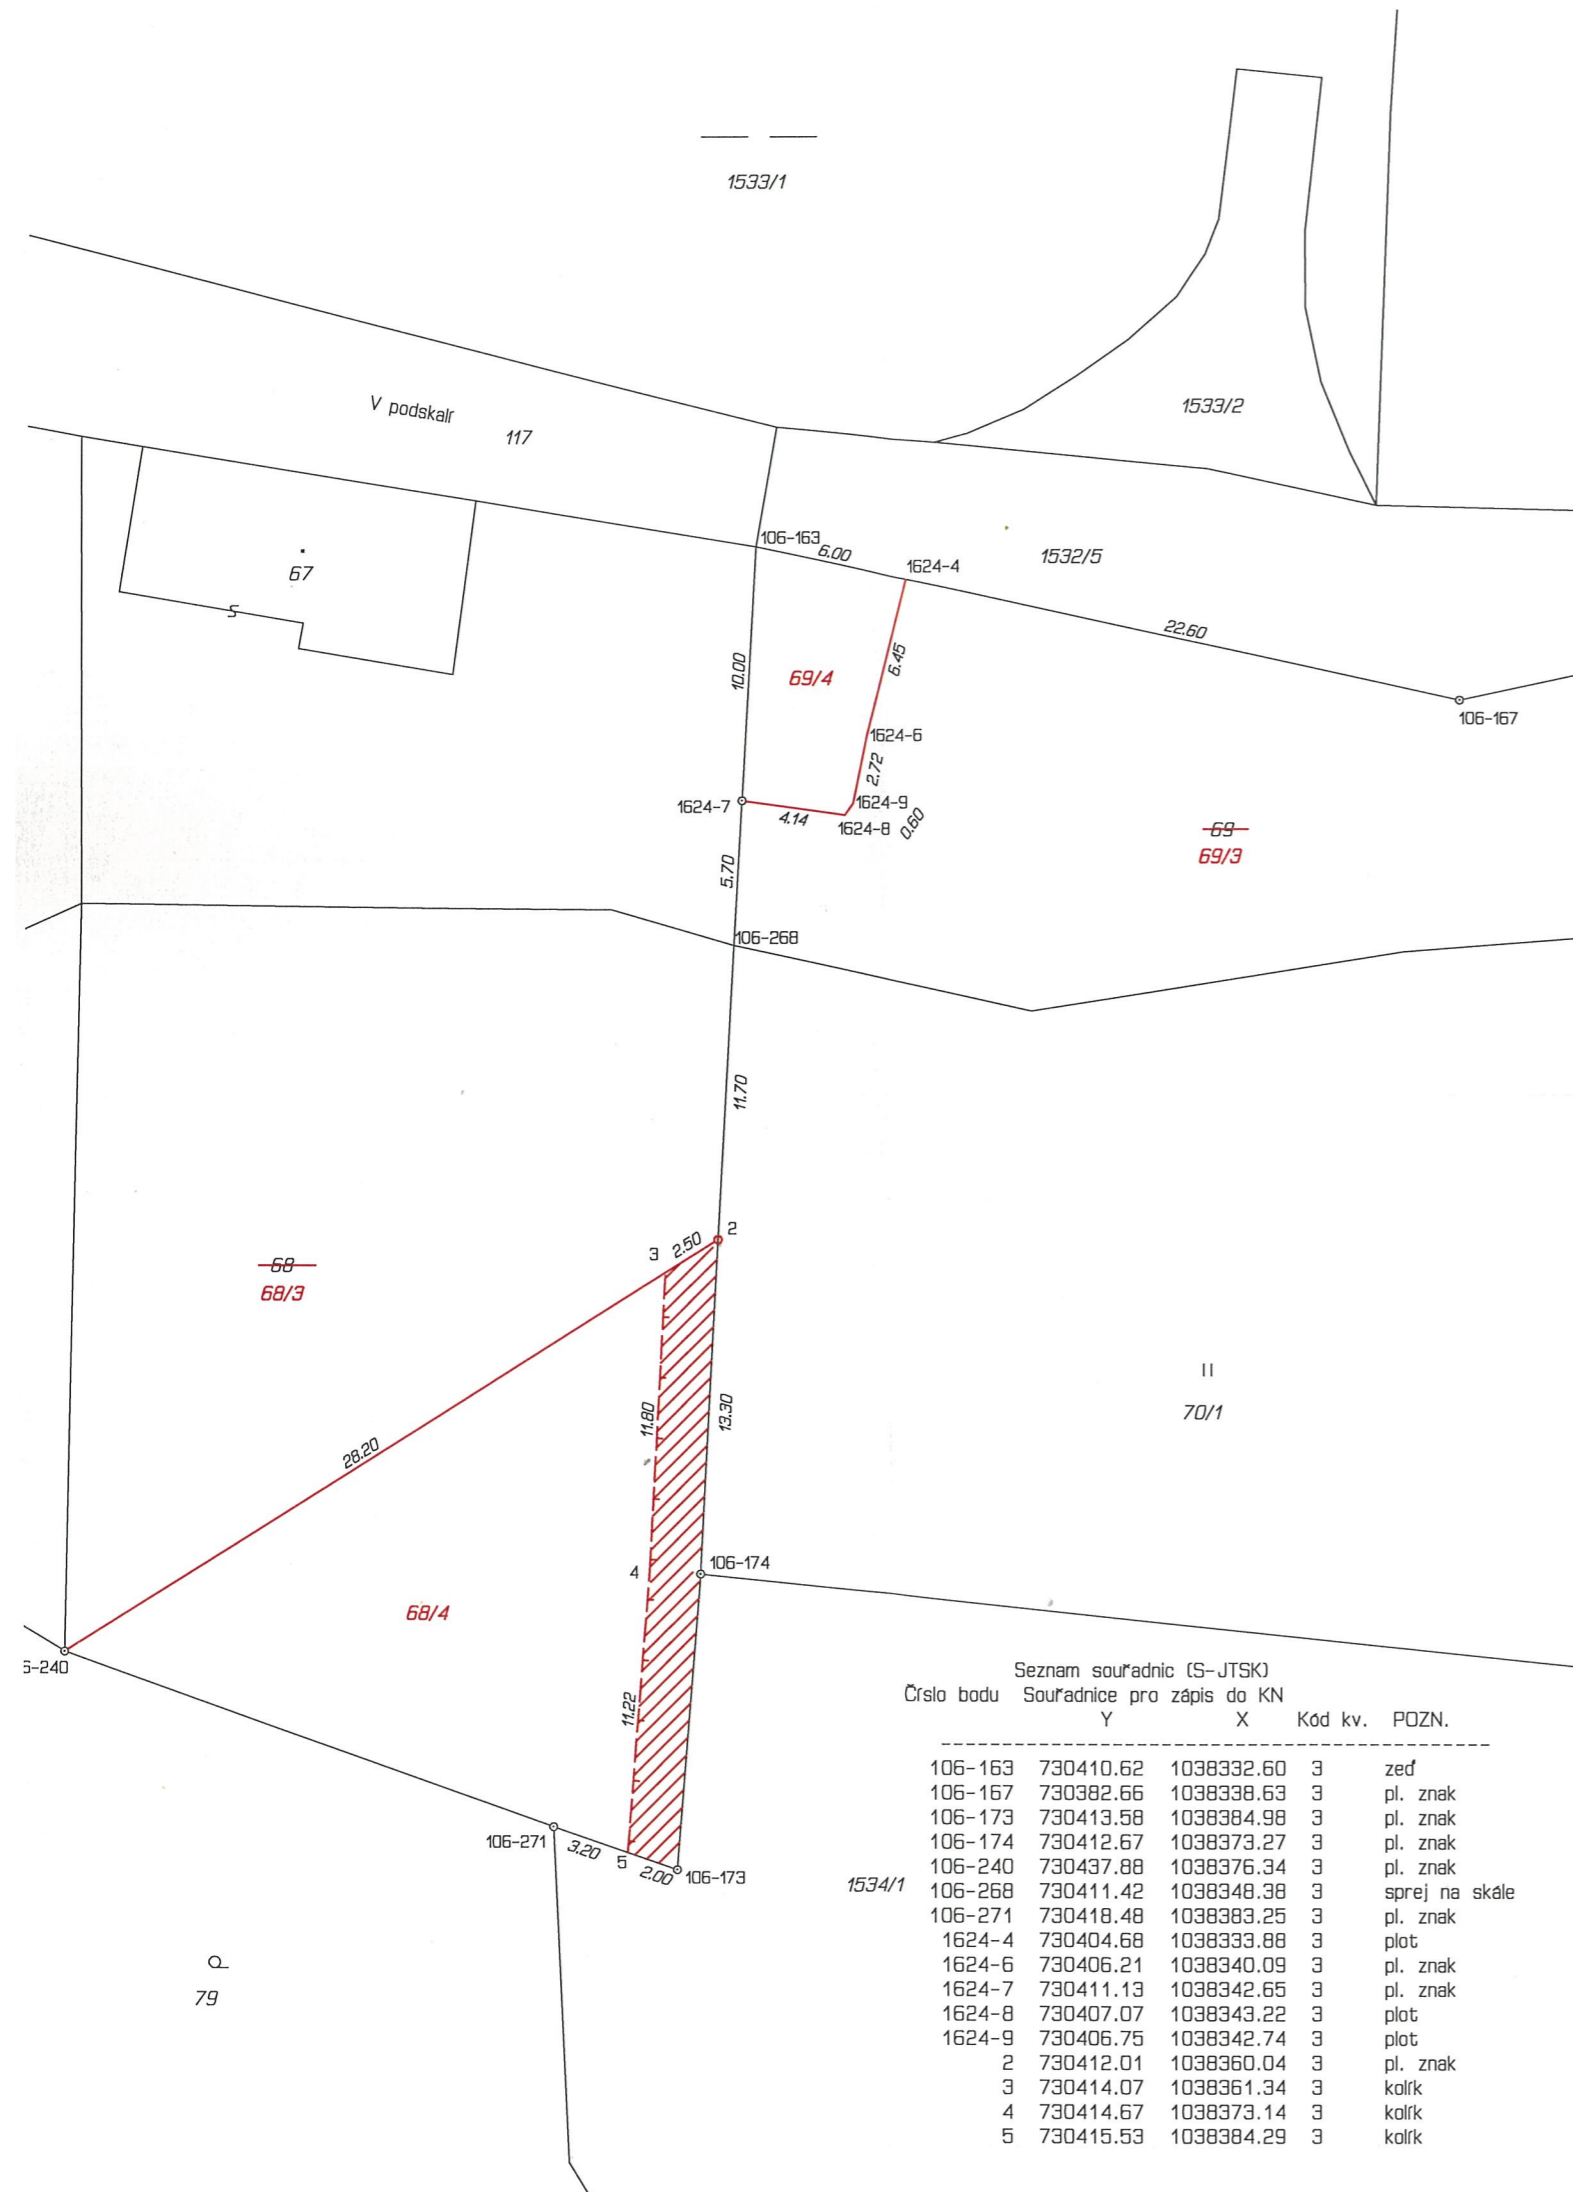 1533/1
V podskalí
117
1533/2
106-163
6.00
1624-4
1532/5
67
22.60
10.00
69/4
6.45
106-167
1624-6
2.72
1624-7
4.14
1624-9
1624-8
0.60
69
69/3
5.70
106-268
11.70
2
3
2.50
68
68/3
11.80
13.30
70/1
28.20
4
106-174
68/4
6-240
11.22
106-271
3.20
5
2.00
106-173
1534/1
79
Seznam souřadnic (S-JTSK)
Číslo bodu Souřadnice pro zápis do KN
Y X Kód kv. POZN.
106-163 730410.62 1038332.60 3 zeď
106-167 730382.66 1038338.63 3 pl. znak
106-173 730413.58 1038384.98 3 pl. znak
106-174 730412.67 1038373.27 3 pl. znak
106-240 730437.88 1038376.34 3 pl. znak
106-268 730411.42 1038348.38 3 sprej na skále
106-271 730418.48 1038383.25 3 pl. znak
1624-4 730404.68 1038333.88 3 plot
1624-6 730406.21 1038340.09 3 pl. znak
1624-7 730411.13 1038342.65 3 pl. znak
1624-8 730407.07 1038343.22 3 plot
1624-9 730406.75 1038342.74 3 plot
2 730412.01 1038360.04 3 pl. znak
3 730414.07 1038361.34 3 kolík
4 730414.67 1038373.14 3 kolík
5 730415.53 1038384.29 3 kolík